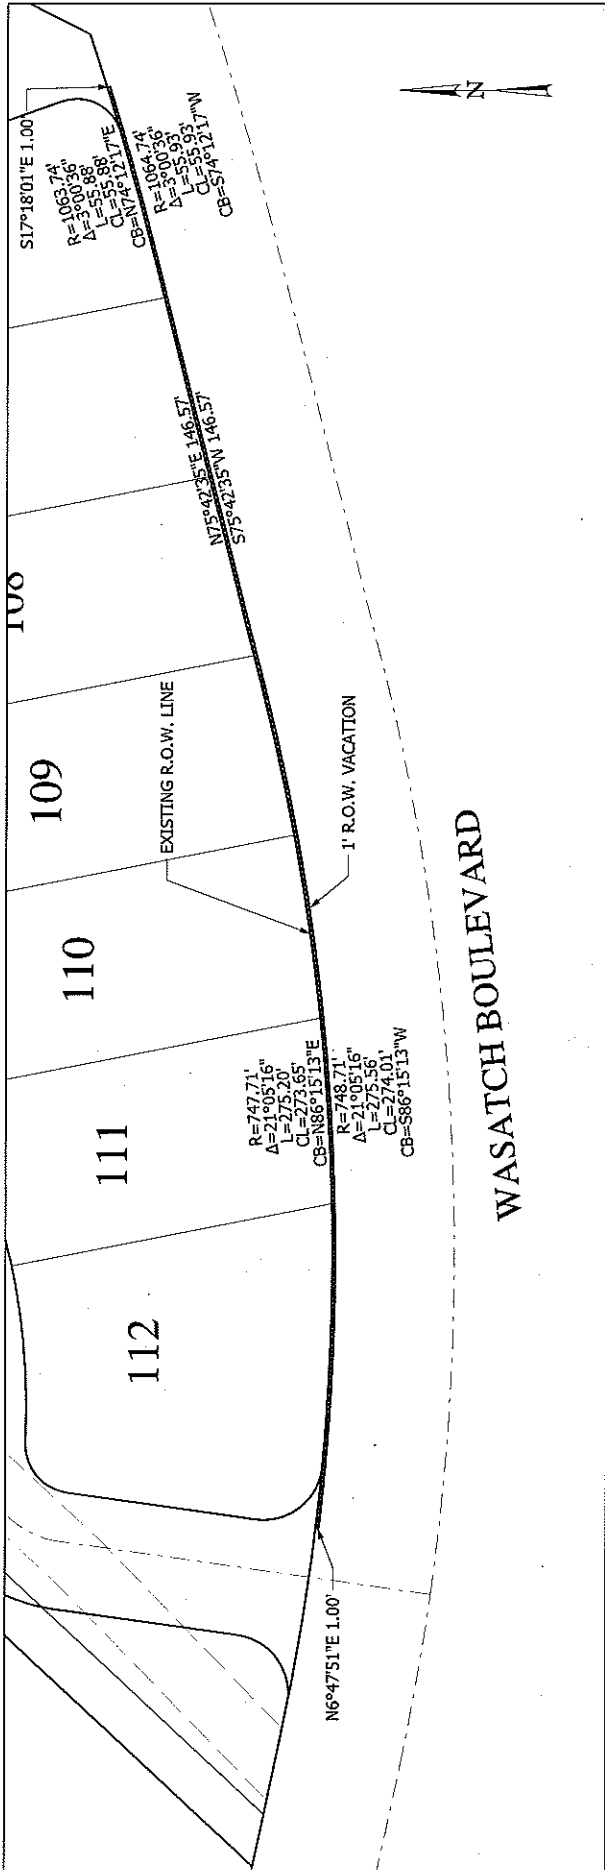 S17°18'01"E 1.00'
R=1063.74'
Δ=3°00'36"
L=55.88'
CL=55.88'
CB=N74°12'17"E
R=1064.74'
Δ=3°00'36"
L=55.93'
CL=55.93'
CB=S74°12'17"W
N
N75°42'35"E 146.57'
S75°42'35"W 146.57'
108
109
EXISTING R.O.W. LINE
1' R.O.W. VACATION
110
R=747.71'
Δ=21°05'16"
L=275.20'
CL=273.65'
CB=N86°15'13"E
R=748.71'
Δ=21°05'16"
L=275.56'
CL=274.01'
CB=S86°15'13"W
111
112
N6°47'51"E 1.00'
WASATCH BOULEVARD